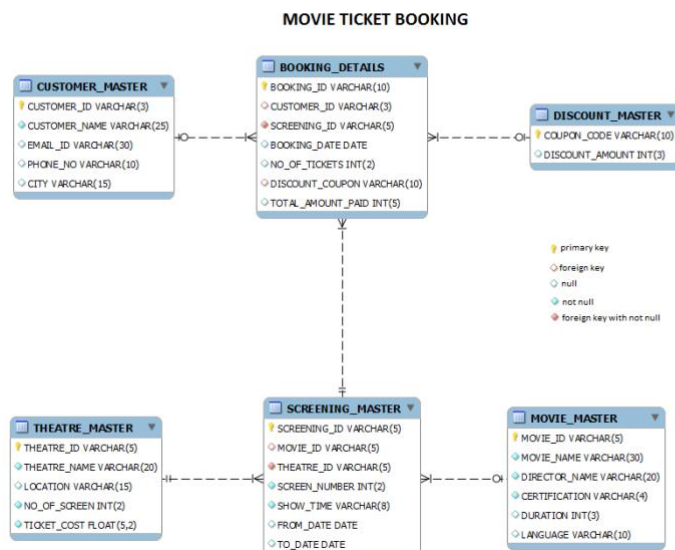 MOVIE TICKET BOOKING
CUSTOMER_MASTER
CUSTOMER_ID VARCHAR(3)
CUSTOMER_NAME VARCHAR(25)
EMAIL_ID VARCHAR(30)
PHONE_NO VARCHAR(10)
CITY VARCHAR(15)
BOOKING_DETAILS
BOOKING_ID VARCHAR(10)
CUSTOMER_ID VARCHAR(3)
SCREENING_ID VARCHAR(5)
BOOKING_DATE DATE
NO_OF_TICKETS INT(2)
DISCOUNT_COUPON VARCHAR(10)
TOTAL_AMOUNT_PAID INT(5)
DISCOUNT_MASTER
COUPON_CODE VARCHAR(10)
DISCOUNT_AMOUNT INT(3)
primary key
foreign key
null
not null
foreign key with not null
THEATRE_MASTER
THEATRE_ID VARCHAR(5)
THEATRE_NAME VARCHAR(20)
LOCATION VARCHAR(15)
NO_OF_SCREEN INT(2)
TICKET_COST FLOAT(5,2)
SCREENING_MASTER
SCREENING_ID VARCHAR(5)
MOVIE_ID VARCHAR(5)
THEATRE_ID VARCHAR(5)
SCREEN_NUMBER INT(2)
SHOW_TIME VARCHAR(8)
FROM_DATE DATE
TO_DATE DATE
MOVIE_MASTER
MOVIE_ID VARCHAR(5)
MOVIE_NAME VARCHAR(30)
DIRECTOR_NAME VARCHAR(20)
CERTIFICATION VARCHAR(4)
DURATION INT(3)
LANGUAGE VARCHAR(10)